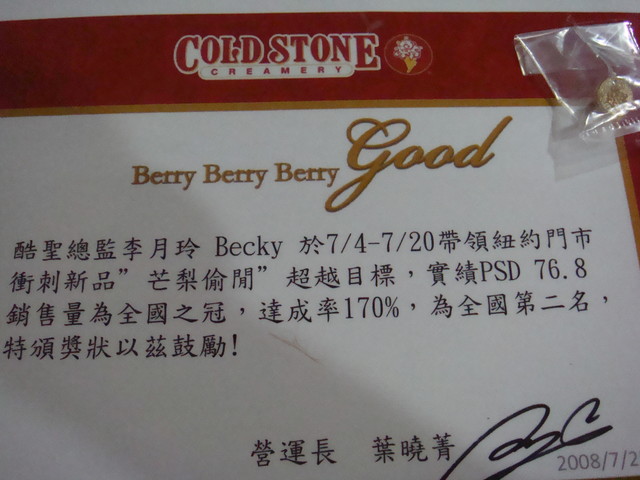 COLD STONE
CREAMERY
Berry Berry Berry Good
酷聖總監李月玲 Becky 於7/4-7/20帶領紐約門市
衝刺新品”芒梨偷閒”超越目標，實績PSD 76.8
銷售量為全國之冠，達成率170%，為全國第二名，
特頒獎狀以茲鼓勵!
營運長 葉曉菁
2008/7/2